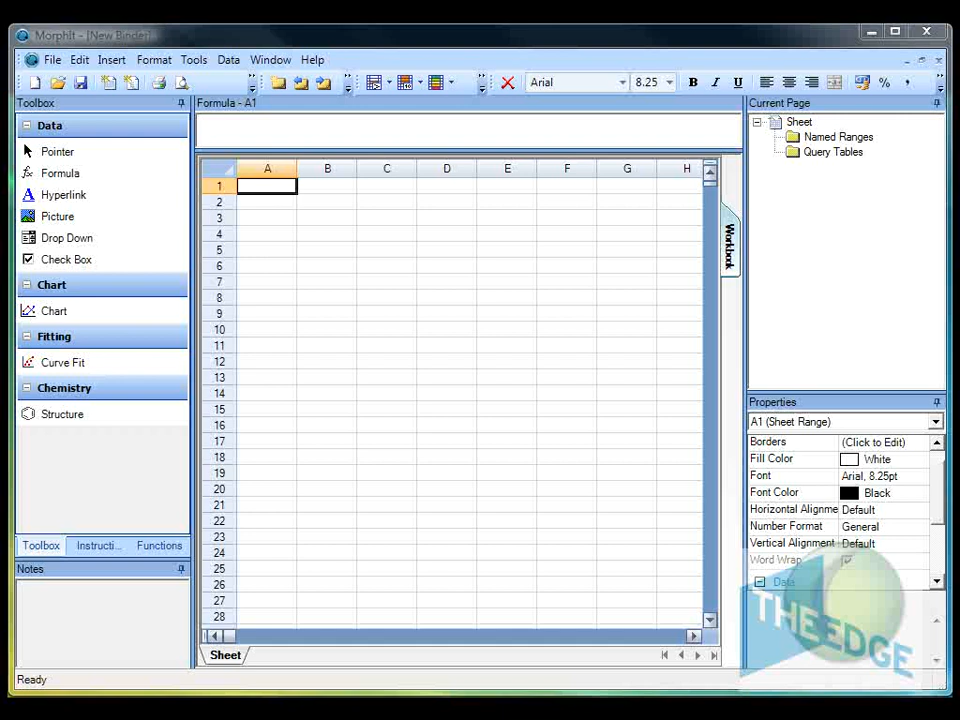 MorphIt - [New Binder]
File Edit Insert Format Tools Data Window Help
Arial 8.25 B I U % ,
Toolbox
Data
Pointer
Formula
Hyperlink
Picture
Drop Down
Check Box
Chart
Chart
Fitting
Curve Fit
Chemistry
Structure
Toolbox Instructi... Functions
Notes
Formula - A1
A B C D E F G H
1
2
3
4
5
6
7
8
9
10
11
12
13
14
15
16
17
18
19
20
21
22
23
24
25
26
27
28
Workbook
Sheet
Current Page
Sheet
Named Ranges
Query Tables
Properties
A1 (Sheet Range)
Borders (Click to Edit)
Fill Color White
Font Arial, 8.25pt
Font Color Black
Horizontal Alignme Default
Number Format General
Vertical Alignment Default
Word Wrap
Data
THEEDGE
Ready